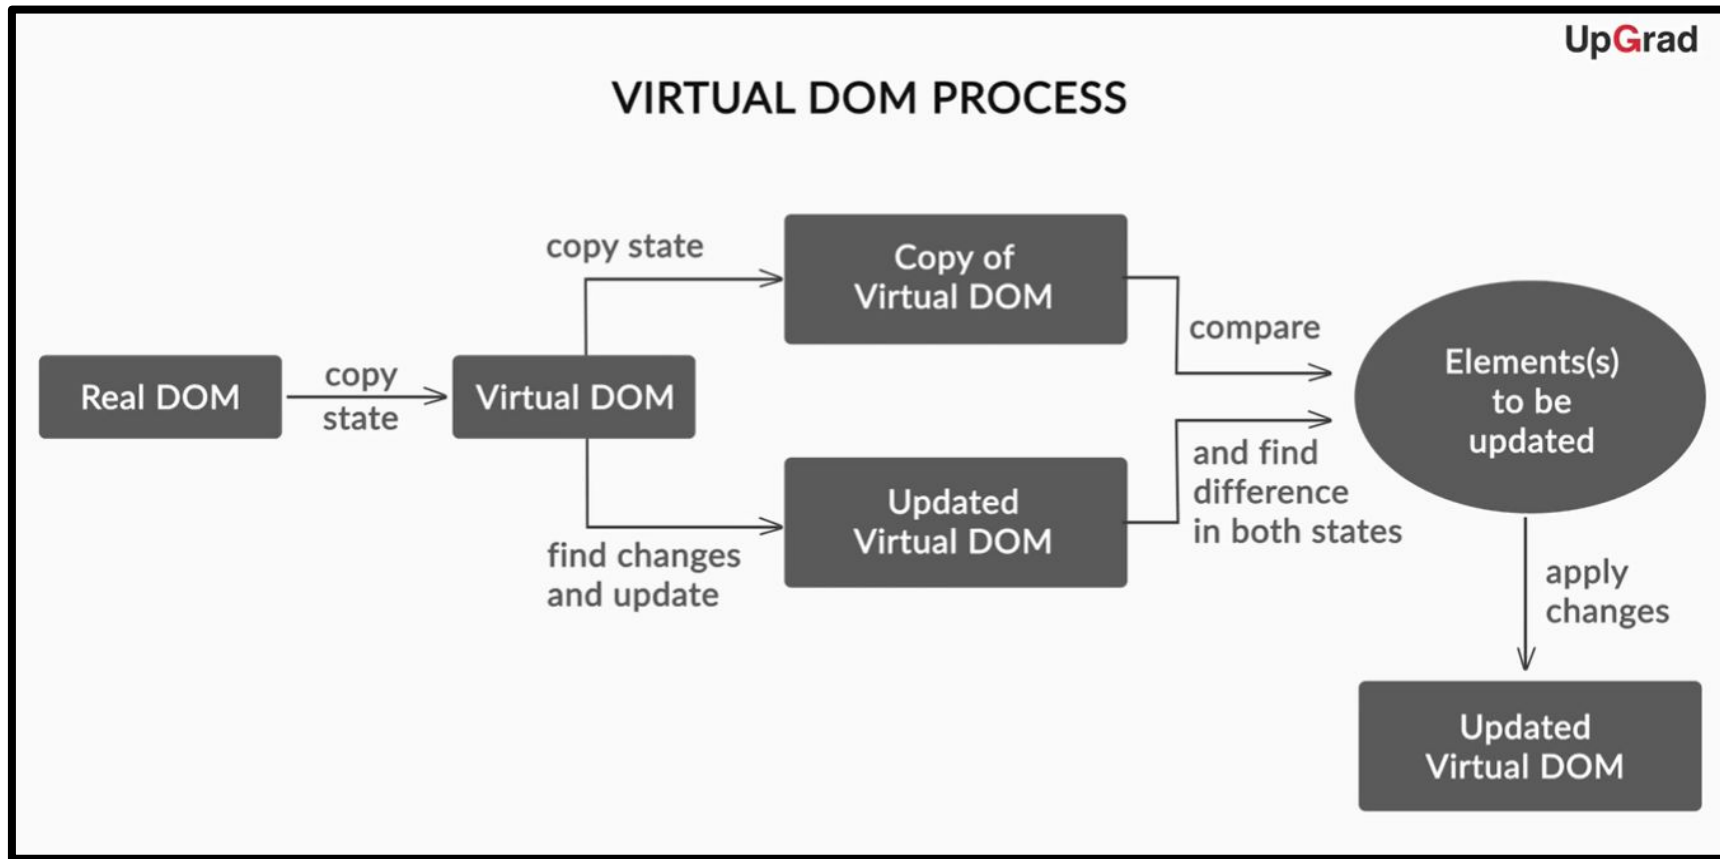 UpGrad
VIRTUAL DOM PROCESS
Real DOM
copy
state
Virtual DOM
copy state
Copy of
Virtual DOM
find changes
and update
Updated
Virtual DOM
compare
and find
difference
in both states
Elements(s)
to be
updated
apply
changes
Updated
Virtual DOM